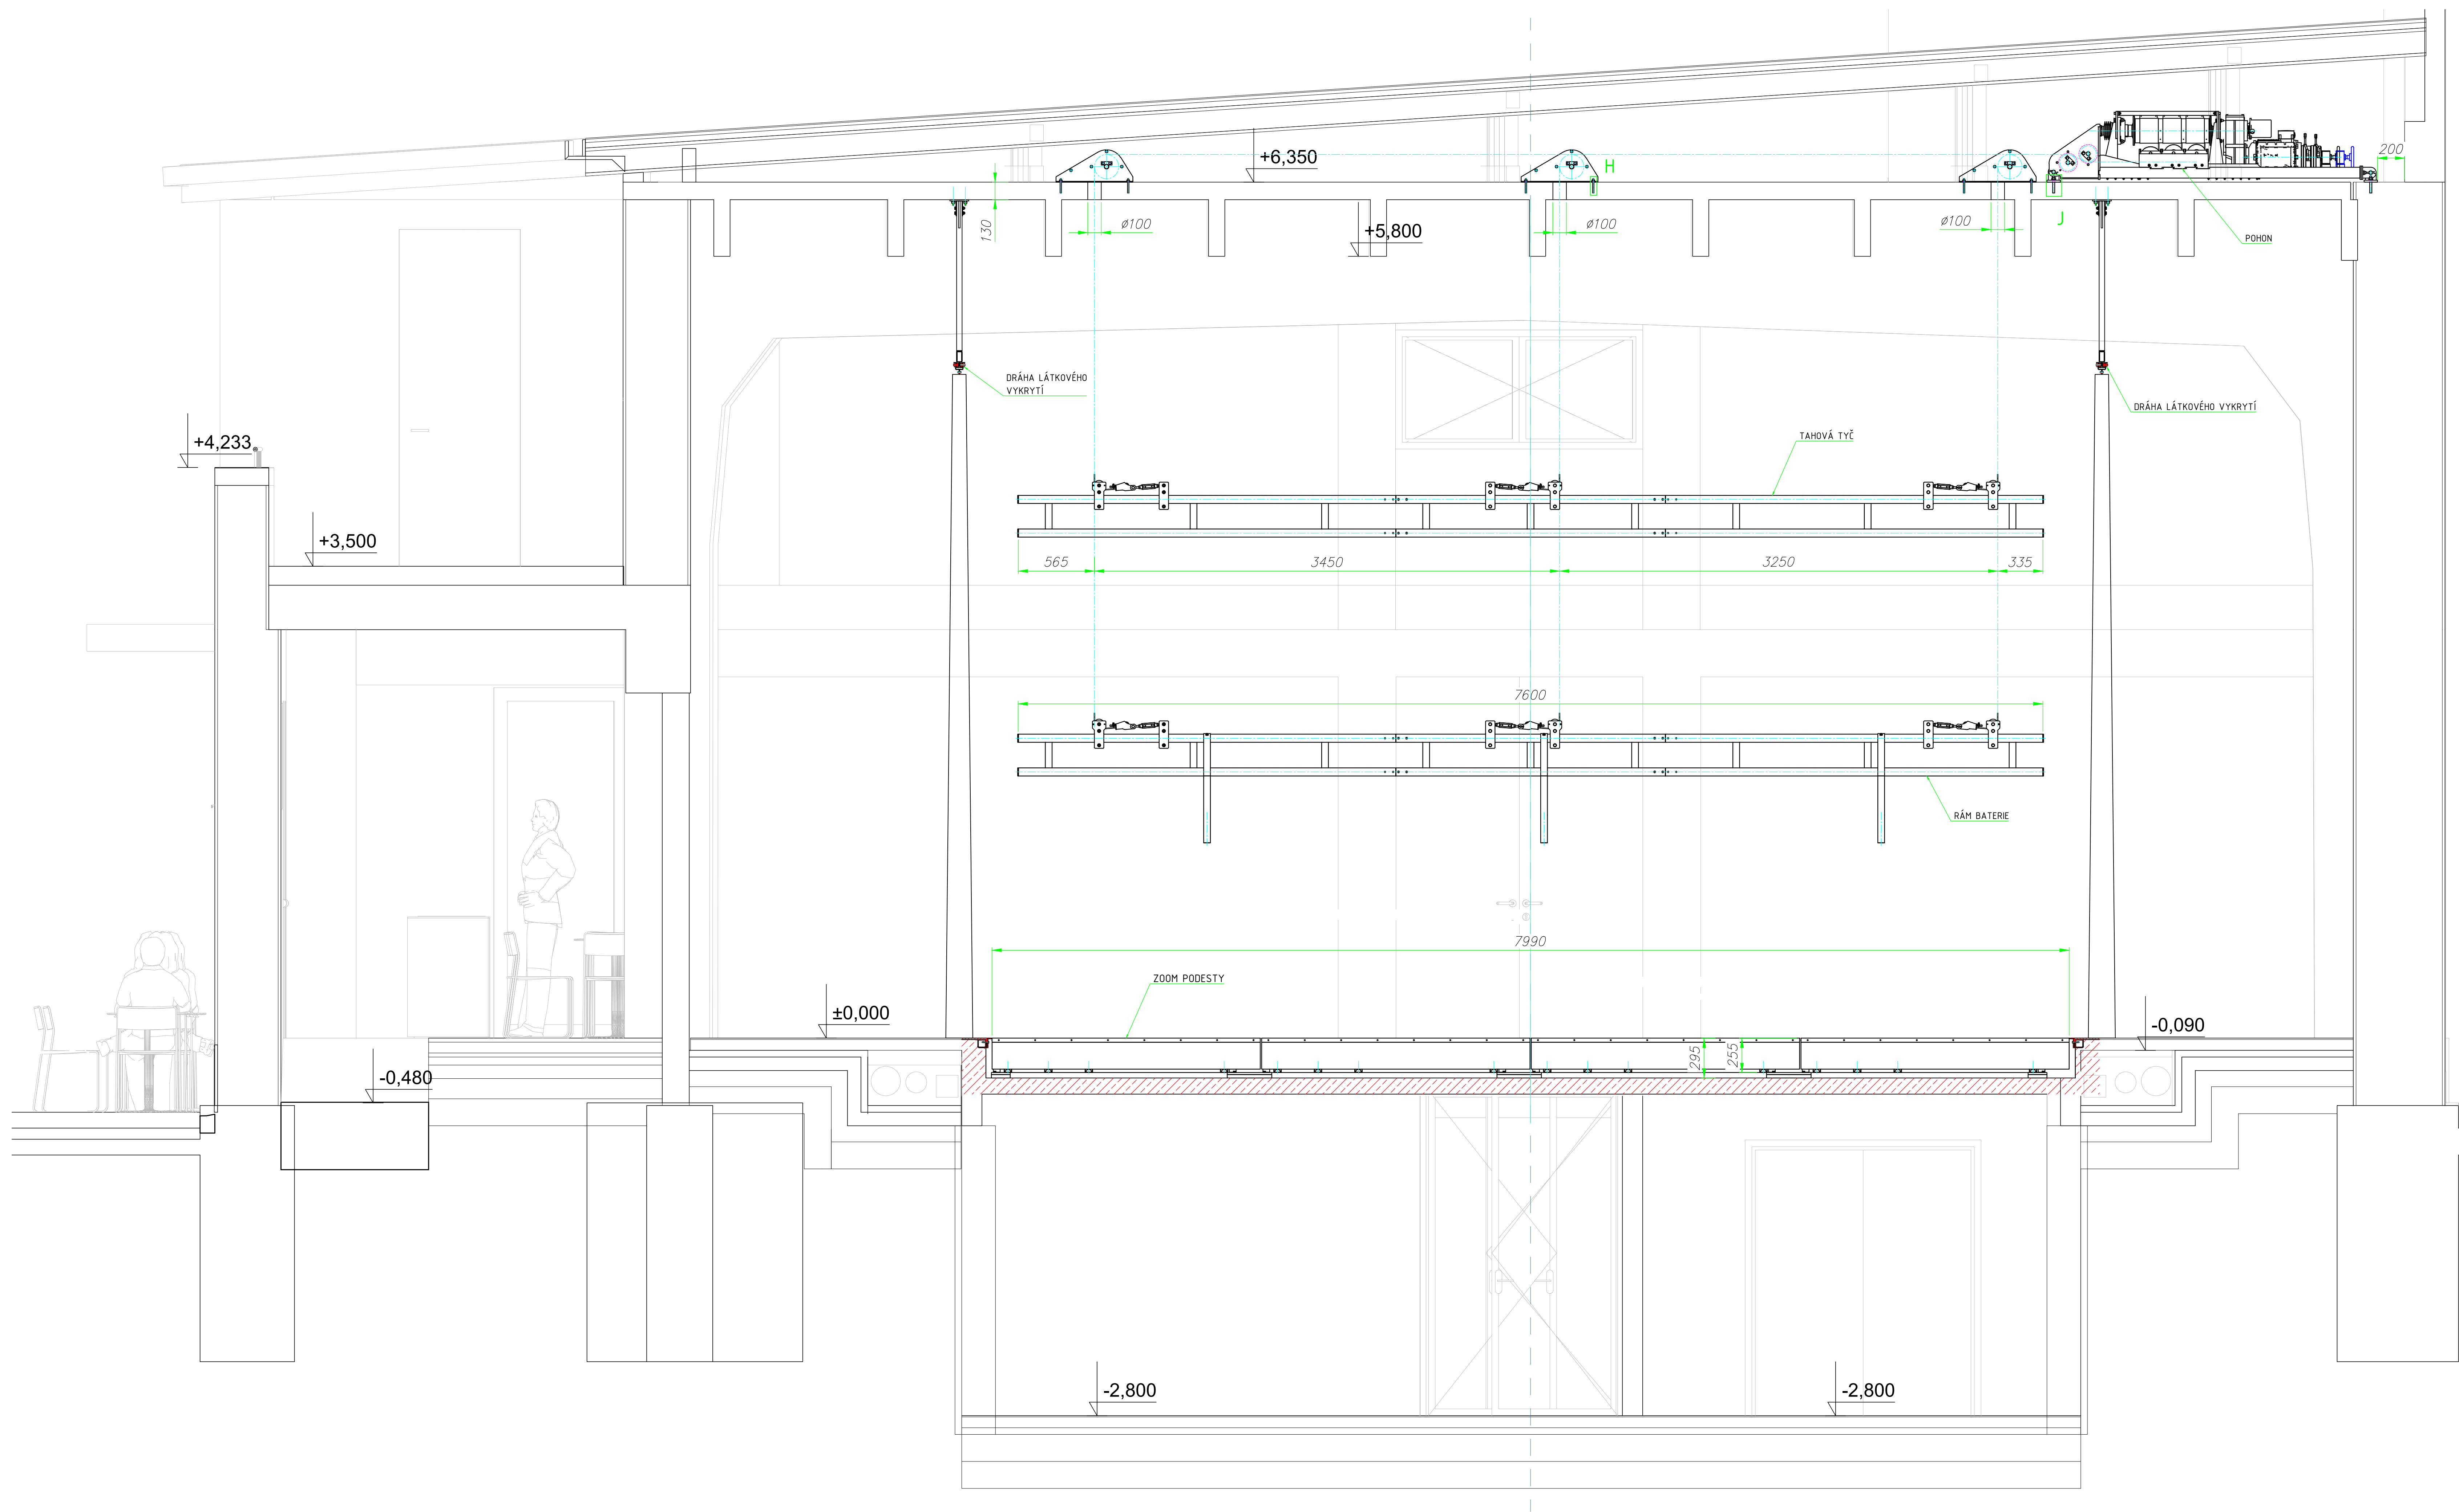 +6,350
H
200
130
ø100
ø100
ø100
J
+5,800
POHON
DRÁHA LÁTKOVÉHO
VYKRYTÍ
DRÁHA LÁTKOVÉHO VYKRYTÍ
+4,233
TAHOVÁ TYČ
+3,500
565
3450
3250
335
7600
RÁM BATERIE
7990
ZOOM PODESTY
±0,000
-0,090
295
255
-0,480
-2,800
-2,800